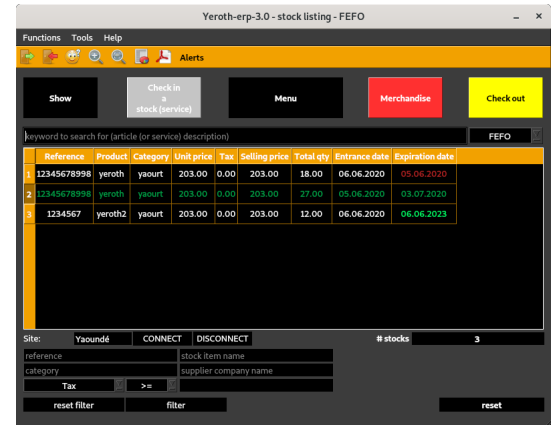 Yeroth-erp-3.0 - stock listing - FEFO
Functions Tools Help
Alerts
Show
Check in
a
stock (service)
Menu
Merchandise
Check out
keyword to search for (article (or service) description)
FEFO
Reference Product Category Unit price Tax Selling price Total qty Entrance date Expiration date
1 12345678998 yeroth yaourt 203.00 0.00 203.00 18.00 06.06.2020 05.06.2020
2 12345678998 yeroth yaourt 203.00 0.00 203.00 27.00 05.06.2020 03.07.2020
3 1234567 yeroth2 yaourt 203.00 0.00 203.00 12.00 06.06.2020 06.06.2023
Site: Yaoundé CONNECT DISCONNECT # stocks 3
reference stock item name
category supplier company name
Tax >=
reset filter filter reset